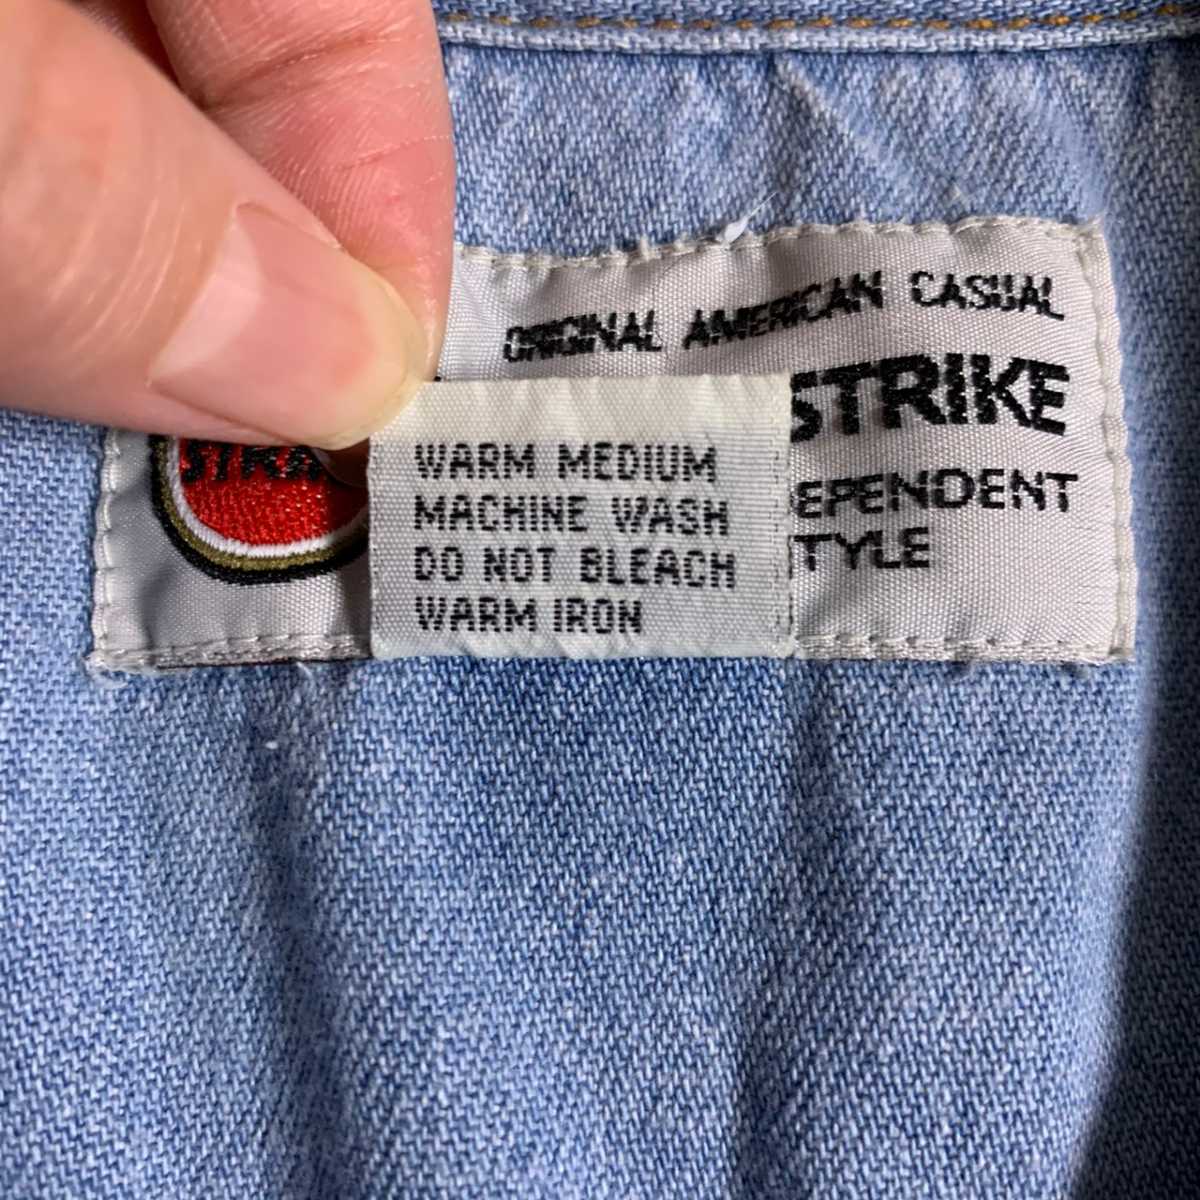 ORIGINAL AMERICAN CASUAL
STRIKE
EPENDENT
TYLE
WARM MEDIUM
MACHINE WASH
DO NOT BLEACH
WARM IRON